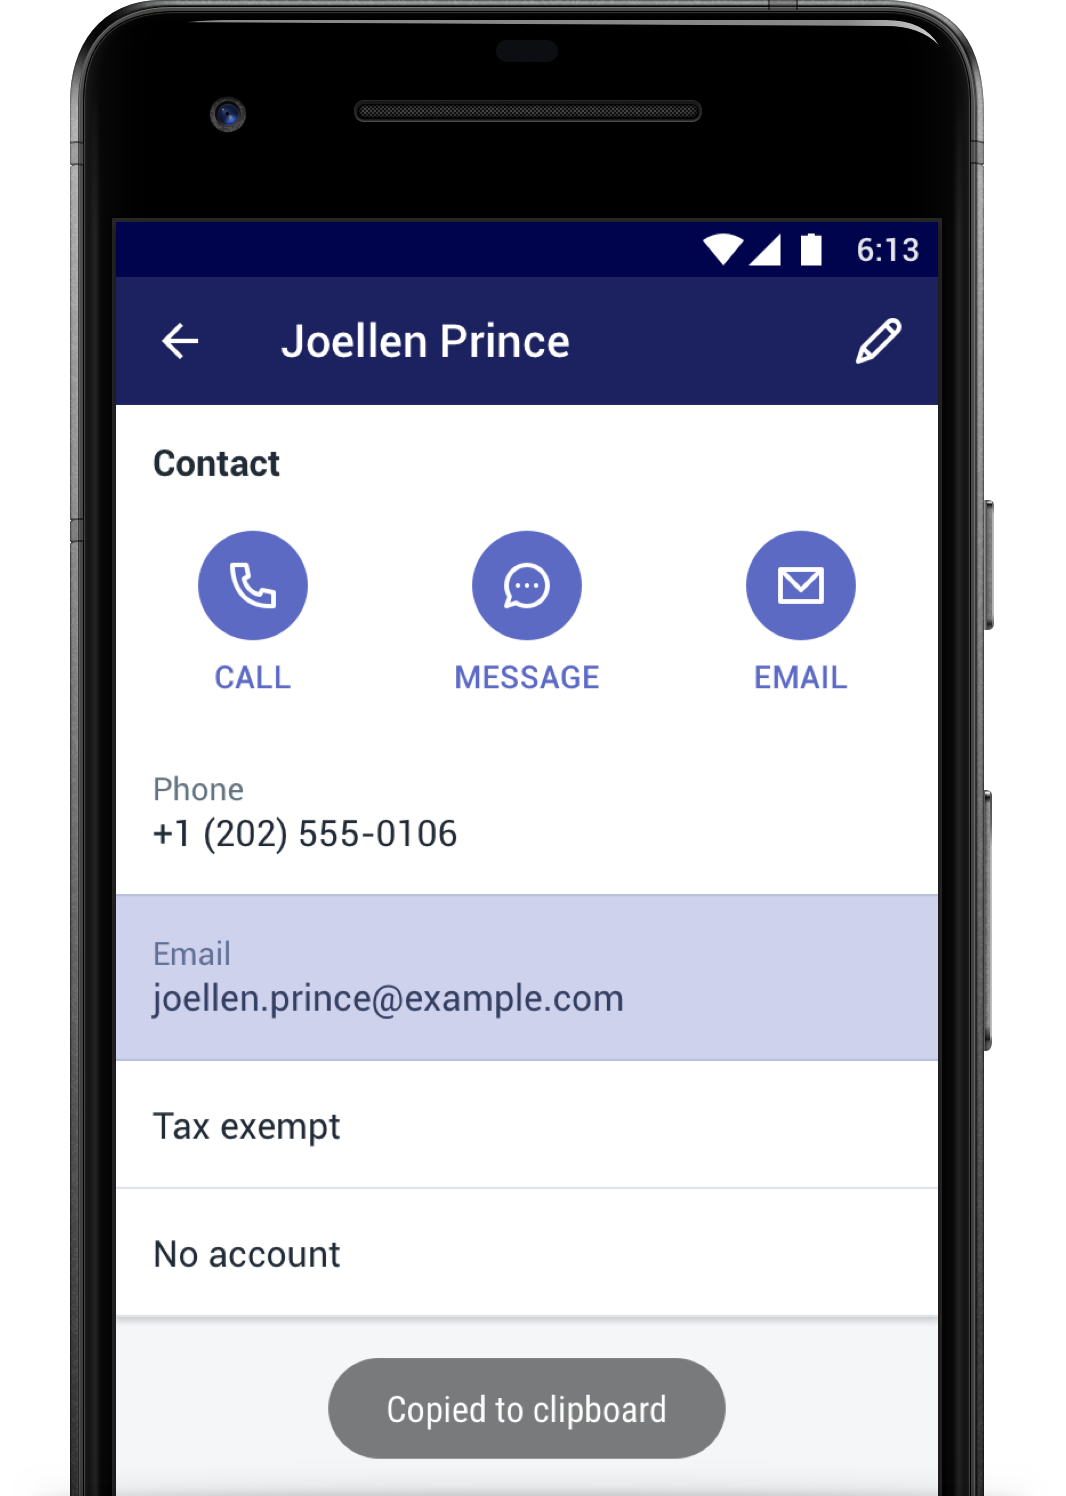 6:13
Joellen Prince
Contact
CALL MESSAGE EMAIL
Phone
+1 (202) 555-0106
Email
joellen.prince@example.com
Tax exempt
No account
Copied to clipboard